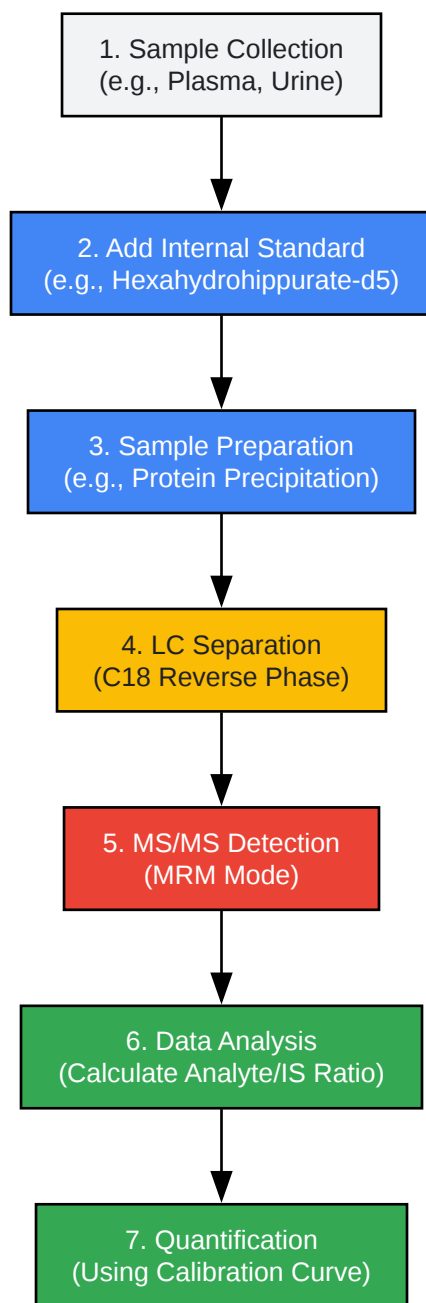 1. Sample Collection
(e.g., Plasma, Urine)
2. Add Internal Standard
(e.g., Hexahydrohippurate-d5)
3. Sample Preparation
(e.g., Protein Precipitation)
4. LC Separation
(C18 Reverse Phase)
5. MS/MS Detection
(MRM Mode)
6. Data Analysis
(Calculate Analyte/IS Ratio)
7. Quantification
(Using Calibration Curve)